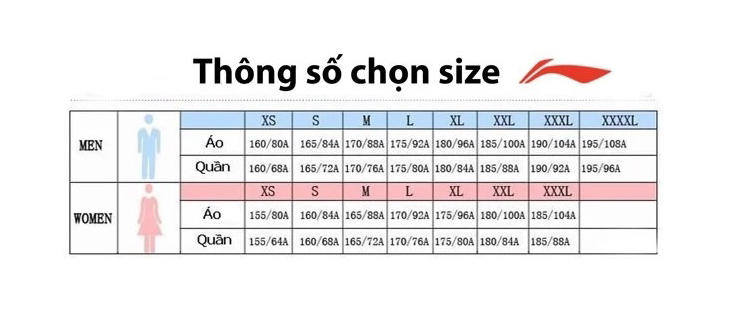 Thông số chọn size
XS S M L XL XXL XXXL XXXXL
MEN Áo 160/80A 165/84A 170/88A 175/92A 180/96A 185/100A 190/104A 195/108A
Quần 160/68A 165/72A 170/76A 175/80A 180/84A 185/88A 190/92A 195/96A
XS S M L XL XXL XXXL
WOMEN Áo 155/80A 160/84A 165/88A 170/92A 175/96A 180/100A 185/104A
Quần 155/64A 160/68A 165/72A 170/76A 175/80A 180/84A 185/88A